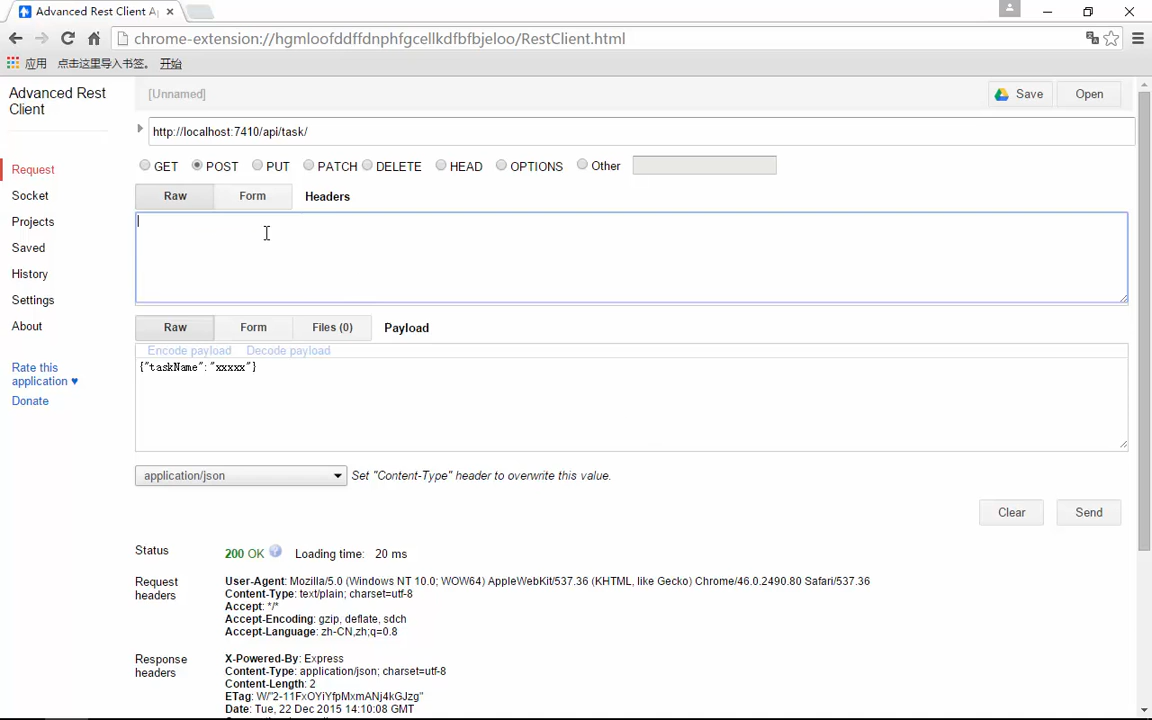 Advanced Rest Client A
chrome-extension://hgmloofddffdnphfgcellkdfbfbjeloo/RestClient.html
应用 点击这里导入书签。 开始
Advanced Rest
Client
[Unnamed]
Save
Open
http://localhost:7410/api/task/
GET POST PUT PATCH DELETE HEAD OPTIONS Other
Request
Socket
Projects
Saved
History
Settings
About
Rate this
application ♥
Donate
Raw Form Headers
Raw Form Files (0) Payload
Encode payload Decode payload
{"taskName":"xxxxx"}
application/json Set "Content-Type" header to overwrite this value.
Clear Send
Status 200 OK Loading time: 20 ms
Request
headers
User-Agent: Mozilla/5.0 (Windows NT 10.0; WOW64) AppleWebKit/537.36 (KHTML, like Gecko) Chrome/46.0.2490.80 Safari/537.36
Content-Type: text/plain; charset=utf-8
Accept: */*
Accept-Encoding: gzip, deflate, sdch
Accept-Language: zh-CN,zh;q=0.8
Response
headers
X-Powered-By: Express
Content-Type: application/json; charset=utf-8
Content-Length: 2
ETag: W/"2-11FxOYiYfpMxmANj4kGJzg"
Date: Tue, 22 Dec 2015 14:10:08 GMT